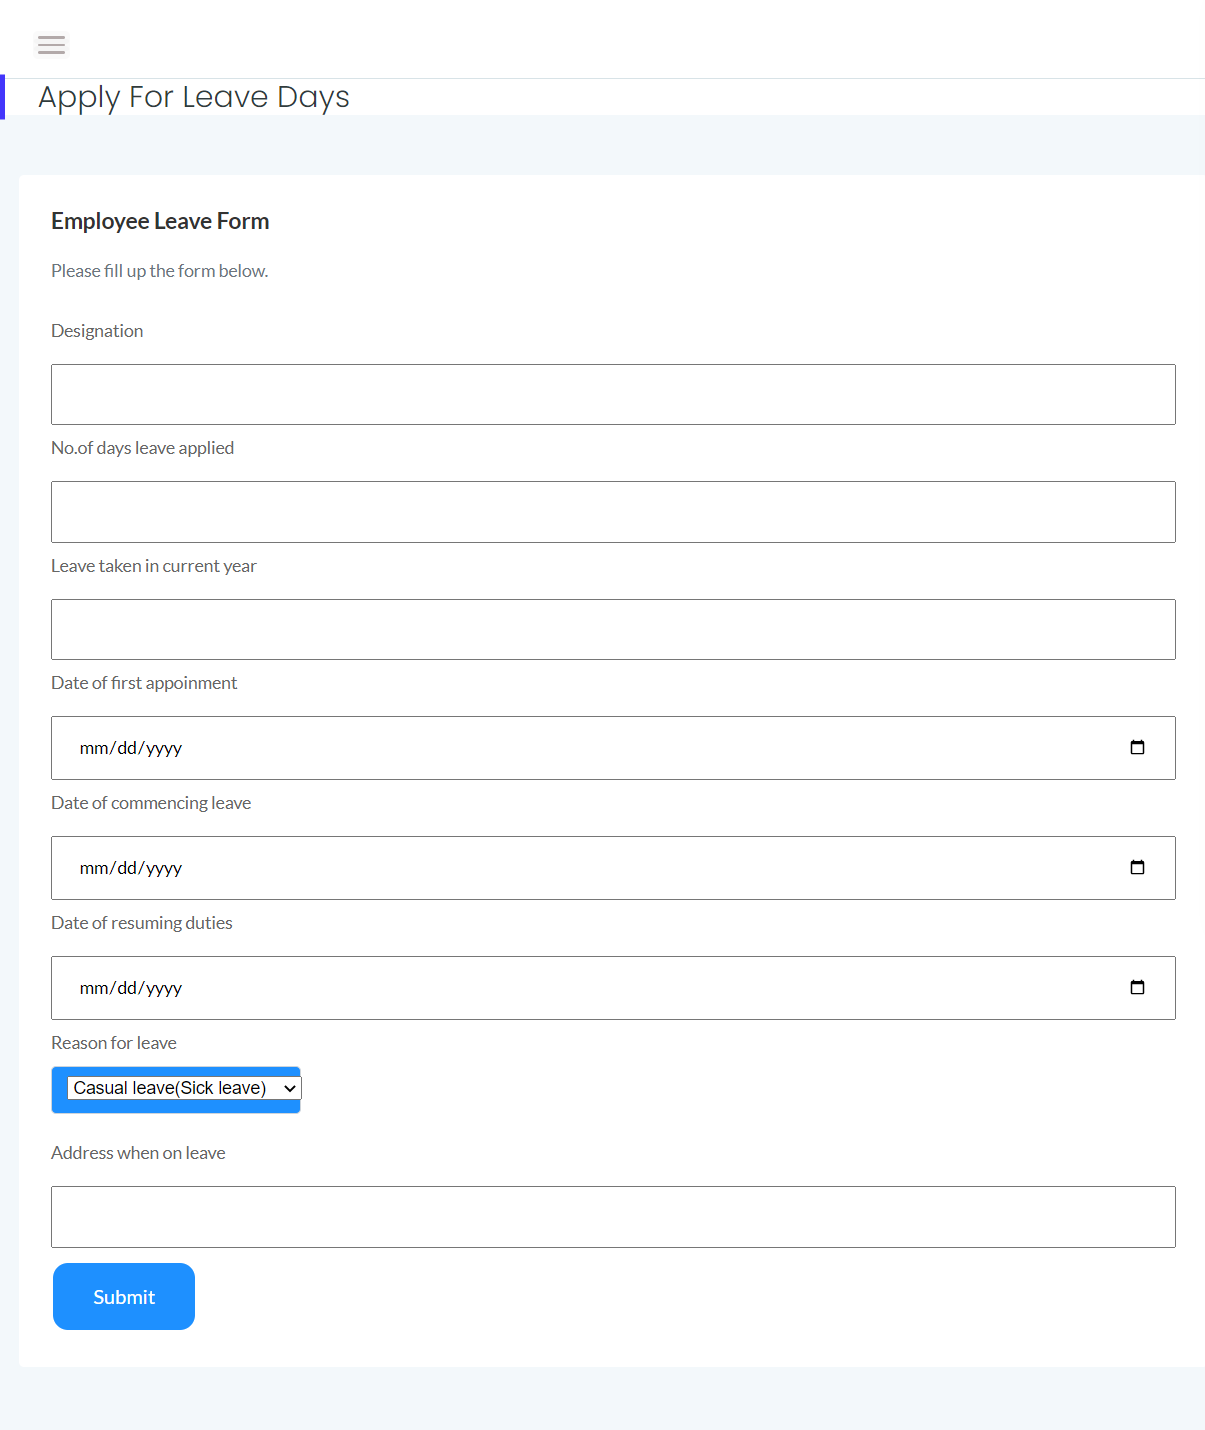 Apply For Leave Days
Employee Leave Form
Please fill up the form below.
Designation
No.of days leave applied
Leave taken in current year
Date of first appoinment
mm/dd/yyyy
Date of commencing leave
mm/dd/yyyy
Date of resuming duties
mm/dd/yyyy
Reason for leave
Casual leave(Sick leave)
Address when on leave
Submit